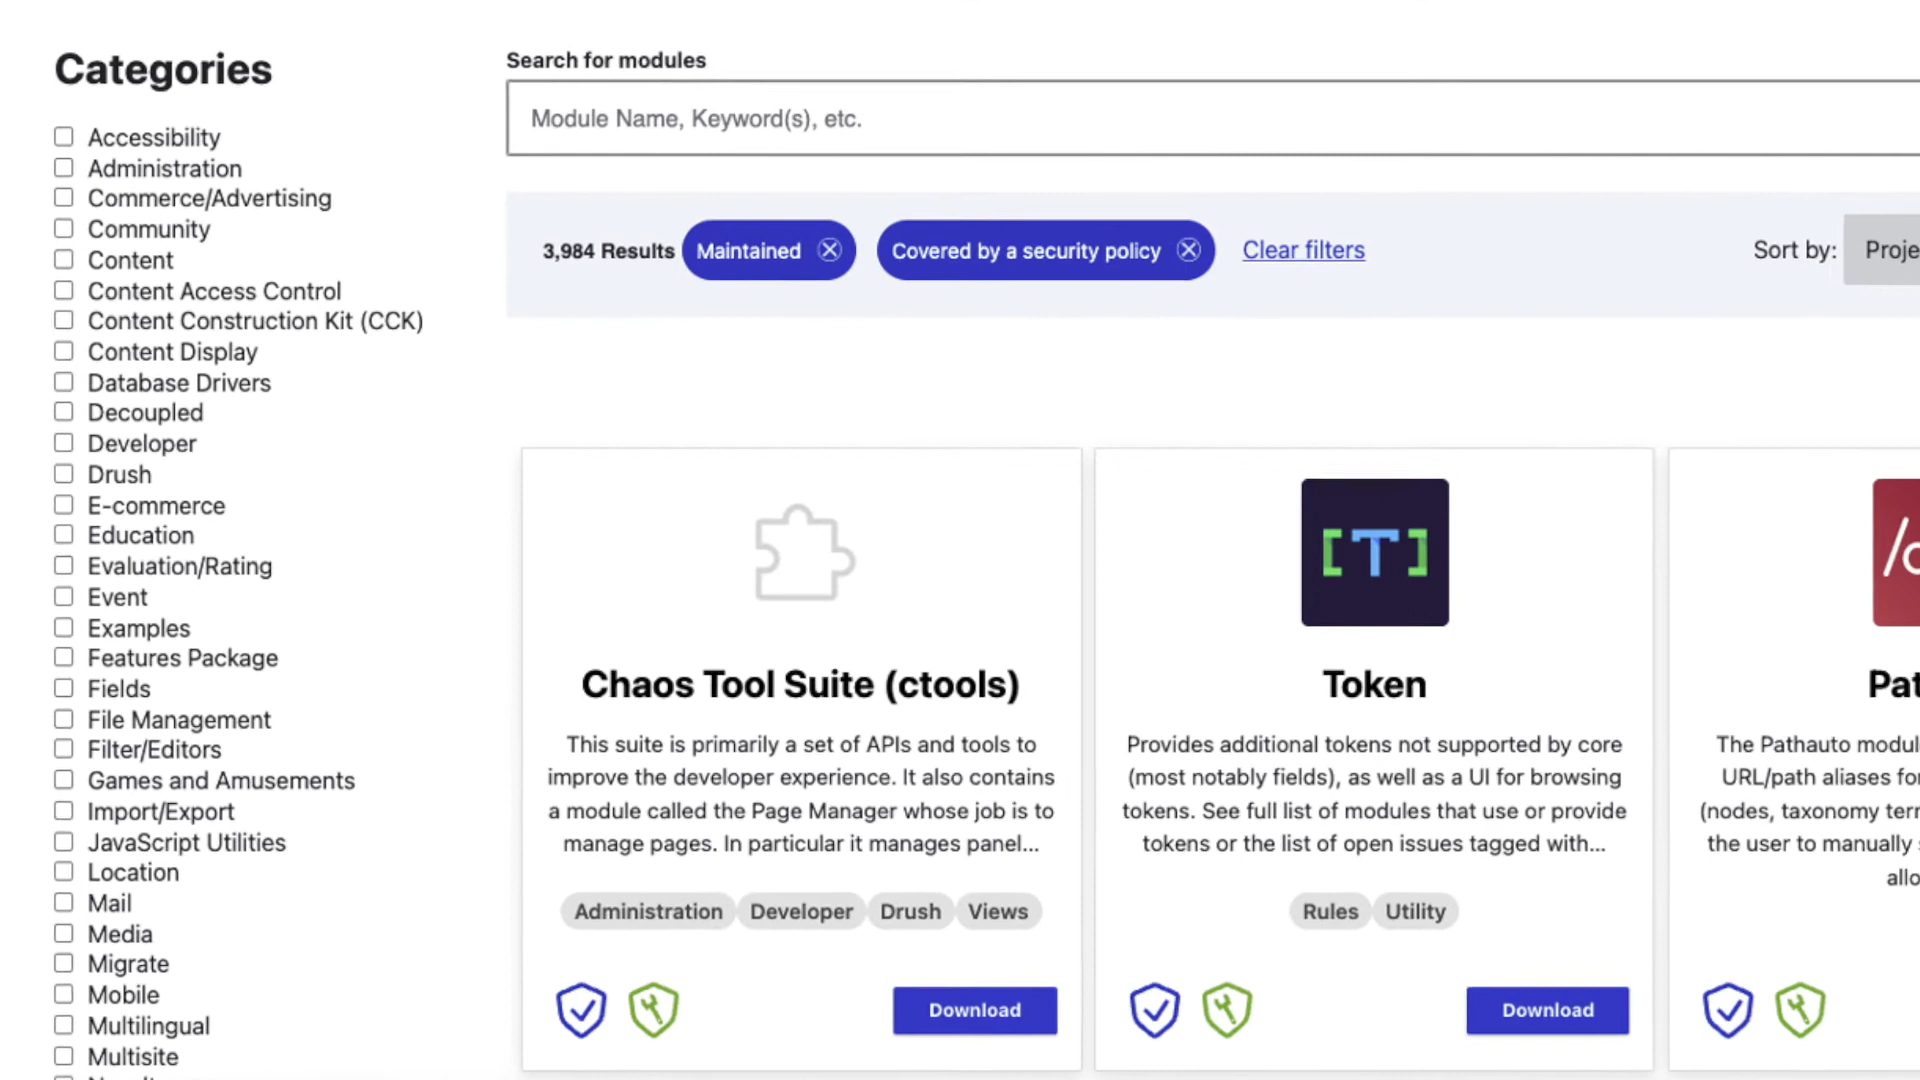 Categories
Accessibility
Administration
Commerce/Advertising
Community
Content
Content Access Control
Content Construction Kit (CCK)
Content Display
Database Drivers
Decoupled
Developer
Drush
E-commerce
Education
Evaluation/Rating
Event
Examples
Features Package
Fields
File Management
Filter/Editors
Games and Amusements
Import/Export
JavaScript Utilities
Location
Mail
Media
Migrate
Mobile
Multilingual
Multisite
Search for modules
Module Name, Keyword(s), etc.
3,984 Results Maintained Covered by a security policy Clear filters Sort by: Proje
Chaos Tool Suite (ctools)
This suite is primarily a set of APIs and tools to
improve the developer experience. It also contains
a module called the Page Manager whose job is to
manage pages. In particular it manages panel...
Administration Developer Drush Views
Download
[T]
Token
Provides additional tokens not supported by core
(most notably fields), as well as a UI for browsing
tokens. See full list of modules that use or provide
tokens or the list of open issues tagged with...
Rules Utility
Download
Pat
The Pathauto modul
URL/path aliases for
(nodes, taxonomy terr
the user to manually
allo